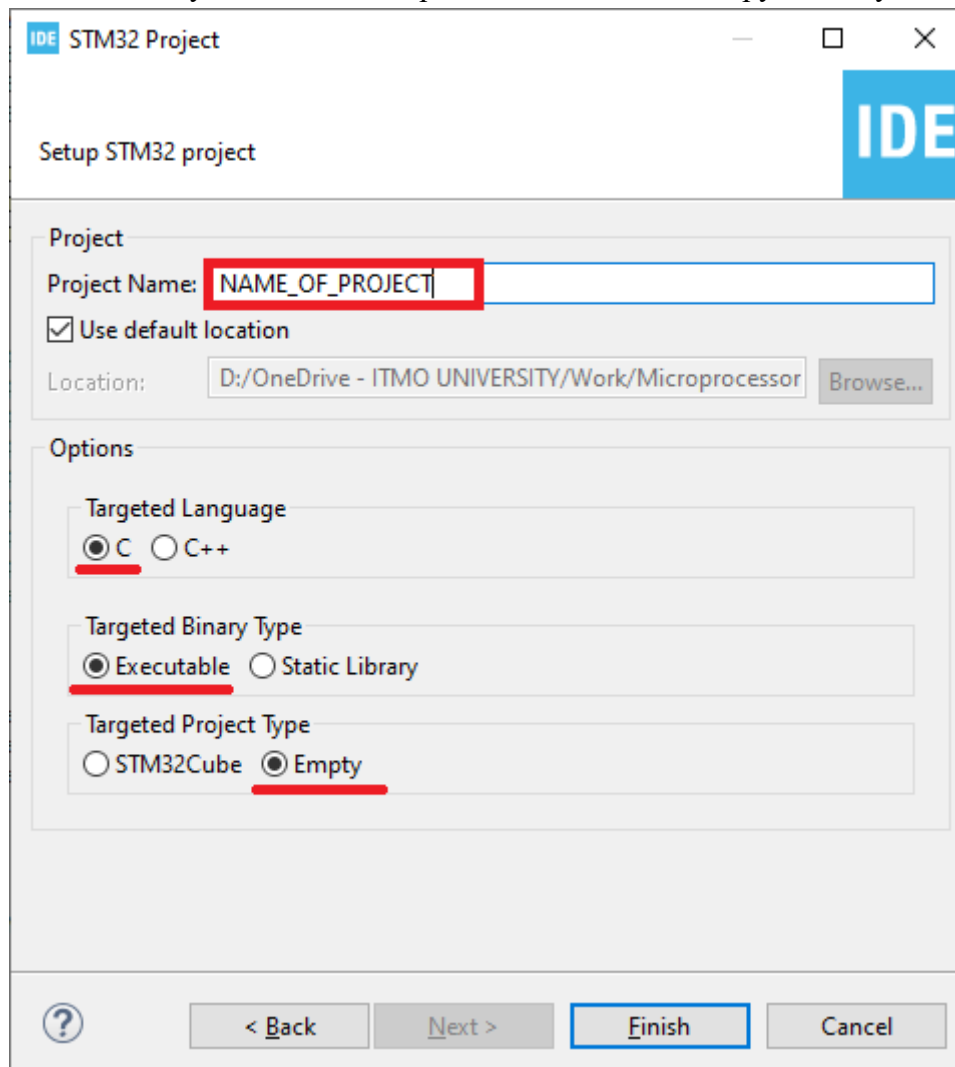 IDE STM32 Project
IDE
Setup STM32 project
Project
Project Name: NAME_OF_PROJECT
Use default location
Location: D:/OneDrive - ITMO UNIVERSITY/Work/Microprocessor Browse...
Options
Targeted Language
C C++
Targeted Binary Type
Executable Static Library
Targeted Project Type
STM32Cube Empty
? < Back Next > Finish Cancel